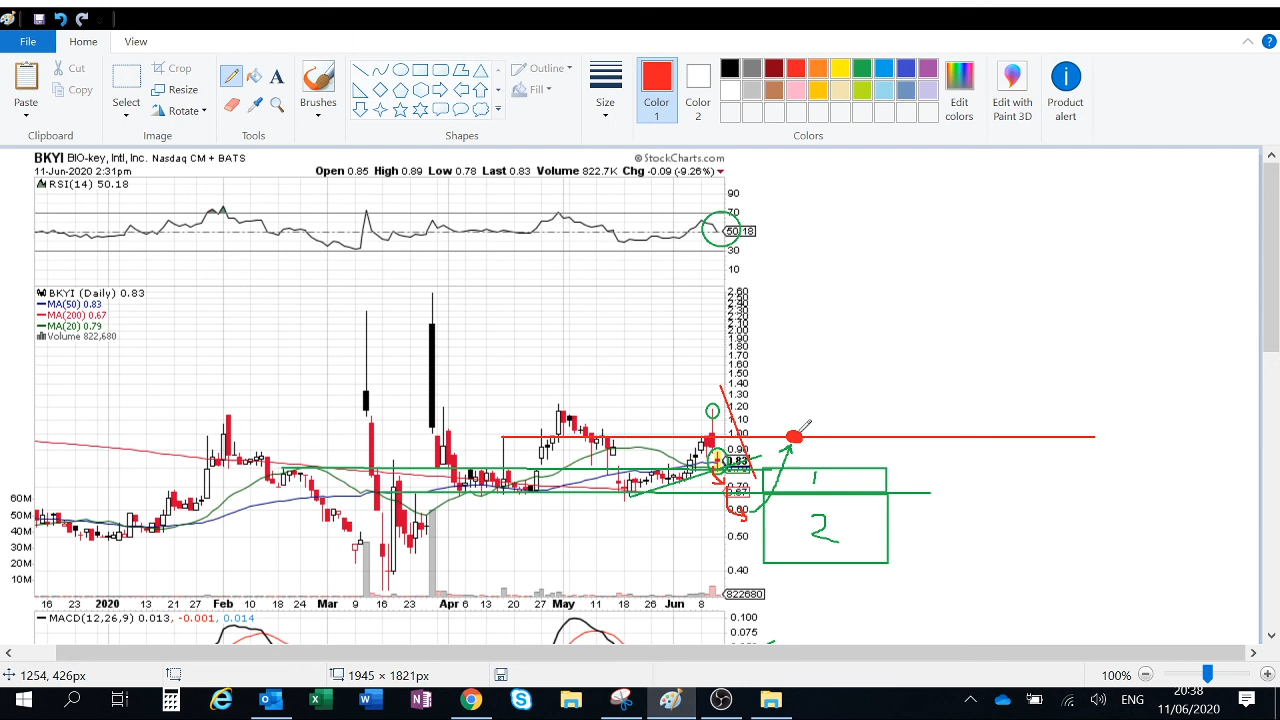 File Home View
Paste
Cut
Copy
Select
Crop
Resize
Rotate
A
Brushes
Outline
Fill
Size
Color 1
Color 2
Edit colors
Edit with Paint 3D
Product alert
Clipboard Image Tools Shapes Colors
BKYI BIO-key, Intl, Inc. Nasdaq CM + BATS © StockCharts.com
11-Jun-2020 2:31pm Open 0.85 High 0.89 Low 0.78 Last 0.83 Volume 822.7K Chg -0.09 (-9.26%)
RSI(14) 50.18
90
70
50.18
30
10
BKYI (Daily) 0.83
MA(50) 0.83
MA(200) 0.67
MA(20) 0.79
Volume 822,680
2.60
2.50
2.40
2.30
2.20
2.10
2.00
1.90
1.80
1.70
1.60
1.50
1.40
1.30
1.20
1.10
1.00
0.90
0.83
0.70
0.67
0.60
0.50
0.40
60M
50M
40M
30M
20M
10M
822680
1
2
16 23 2020 13 21 27 Feb 10 18 24 Mar 9 16 23 Apr 6 13 20 27 May 11 18 26 Jun 8
MACD(12,26,9) 0.013, -0.001, 0.014
0.100
0.075
1254, 426px 1945 × 1821px 100%
ENG
20:38
11/06/2020